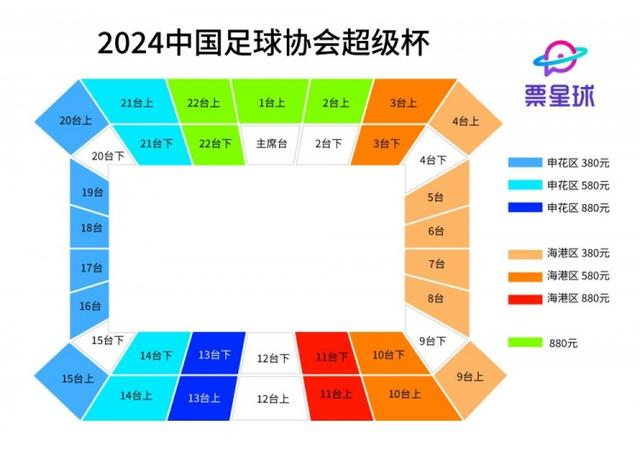 2024中国足球协会超级杯
票星球
20台上
21台上
22台上
1台上
2台上
3台上
4台上
20台下
21台下
22台下
主席台
2台下
3台下
4台下
申花区 380元
申花区 580元
申花区 880元
海港区 380元
海港区 580元
海港区 880元
880元
19台
18台
17台
16台
5台
6台
7台
8台
15台下
14台下
13台下
12台下
11台下
10台下
9台下
15台上
14台上
13台上
12台上
11台上
10台上
9台上